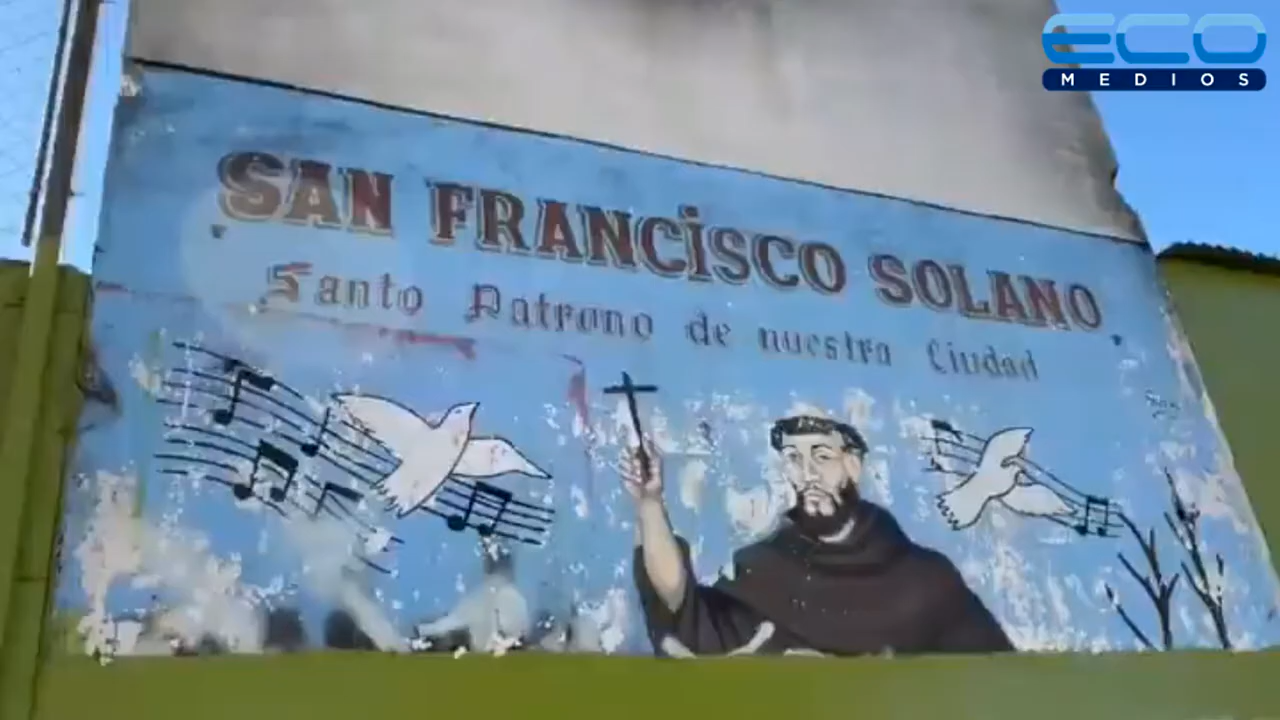 ECO
MEDIOS
SAN FRANCISCO SOLANO
Santo Patrono de nuestra Ciudad